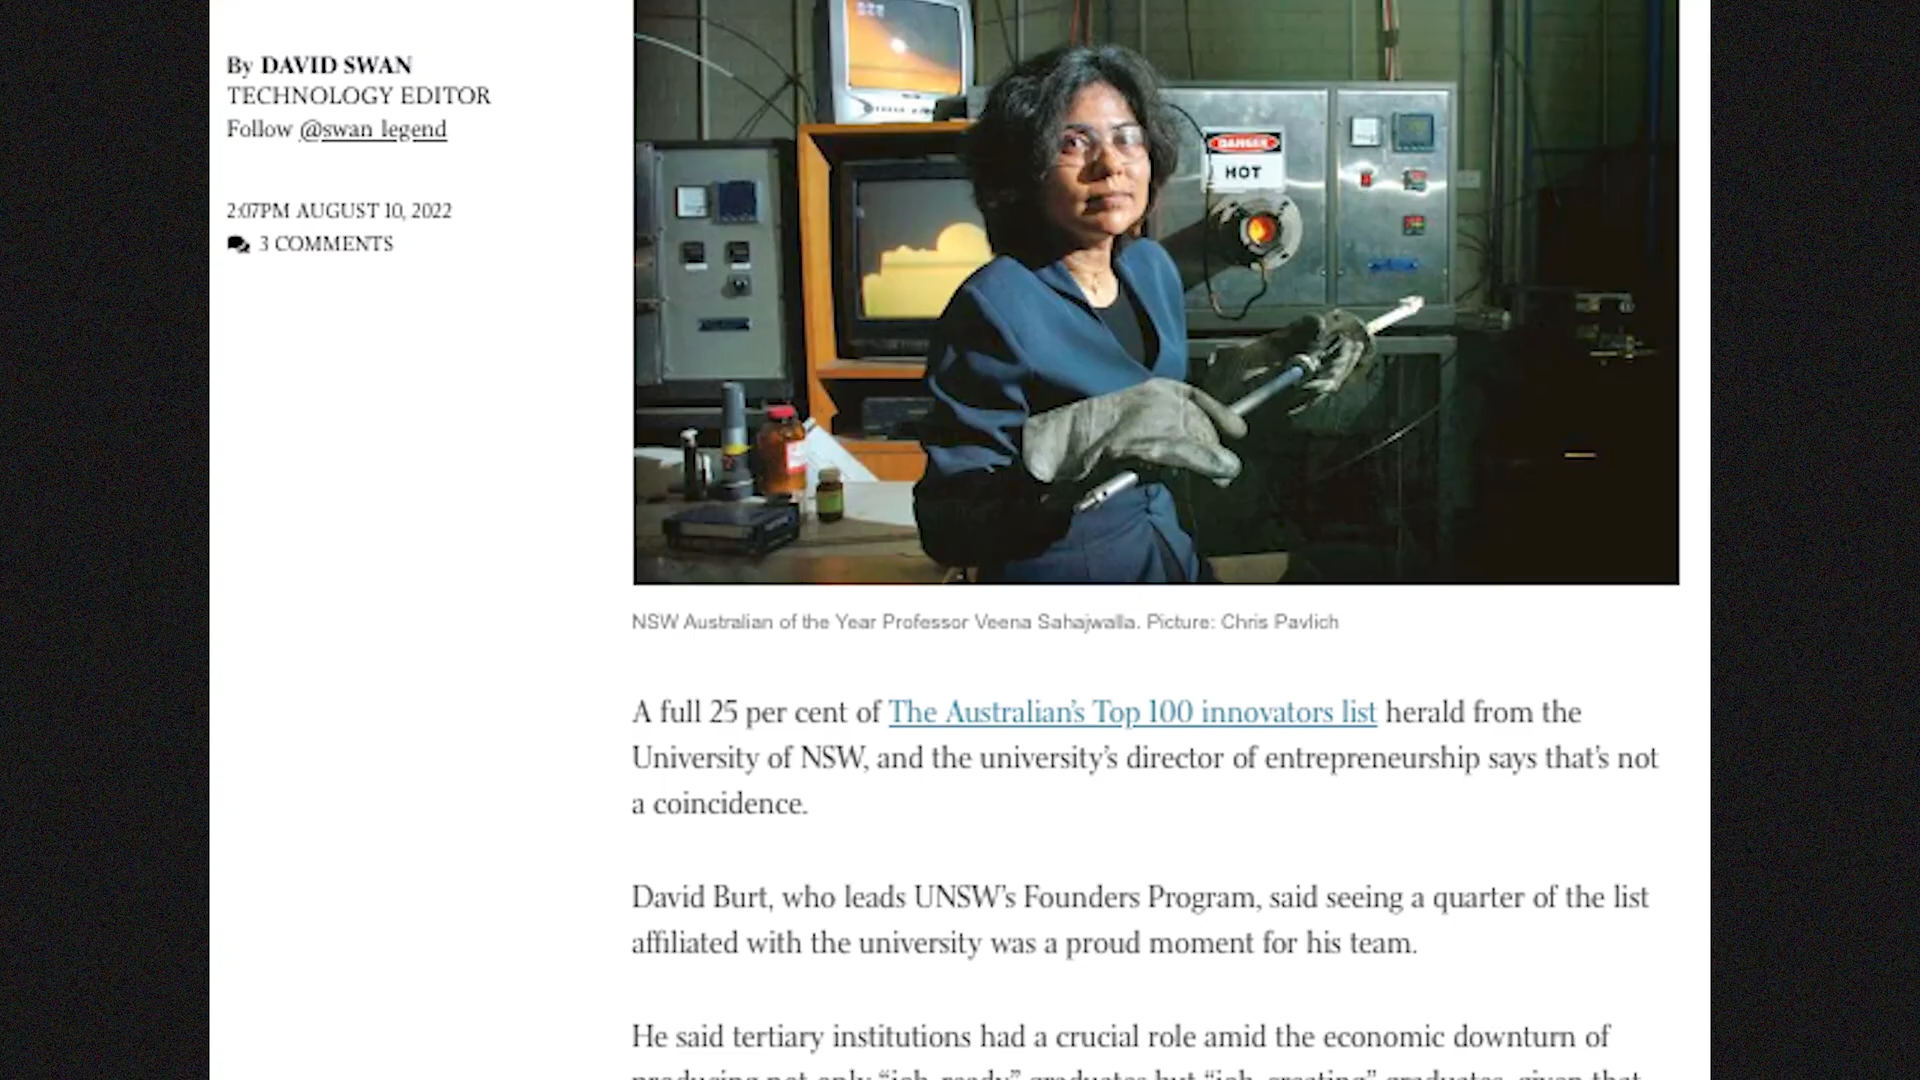 By DAVID SWAN
TECHNOLOGY EDITOR
Follow @swan_legend
2:07PM AUGUST 10, 2022
3 COMMENTS
DANGER
HOT
NSW Australian of the Year Professor Veena Sahajwalla. Picture: Chris Pavlich
A full 25 per cent of The Australian's Top 100 innovators list herald from the
University of NSW, and the university's director of entrepreneurship says that's not
a coincidence.
David Burt, who leads UNSW's Founders Program, said seeing a quarter of the list
affiliated with the university was a proud moment for his team.
He said tertiary institutions had a crucial role amid the economic downturn of
producing not only “job-ready” graduates but “job-creating” graduates, given that